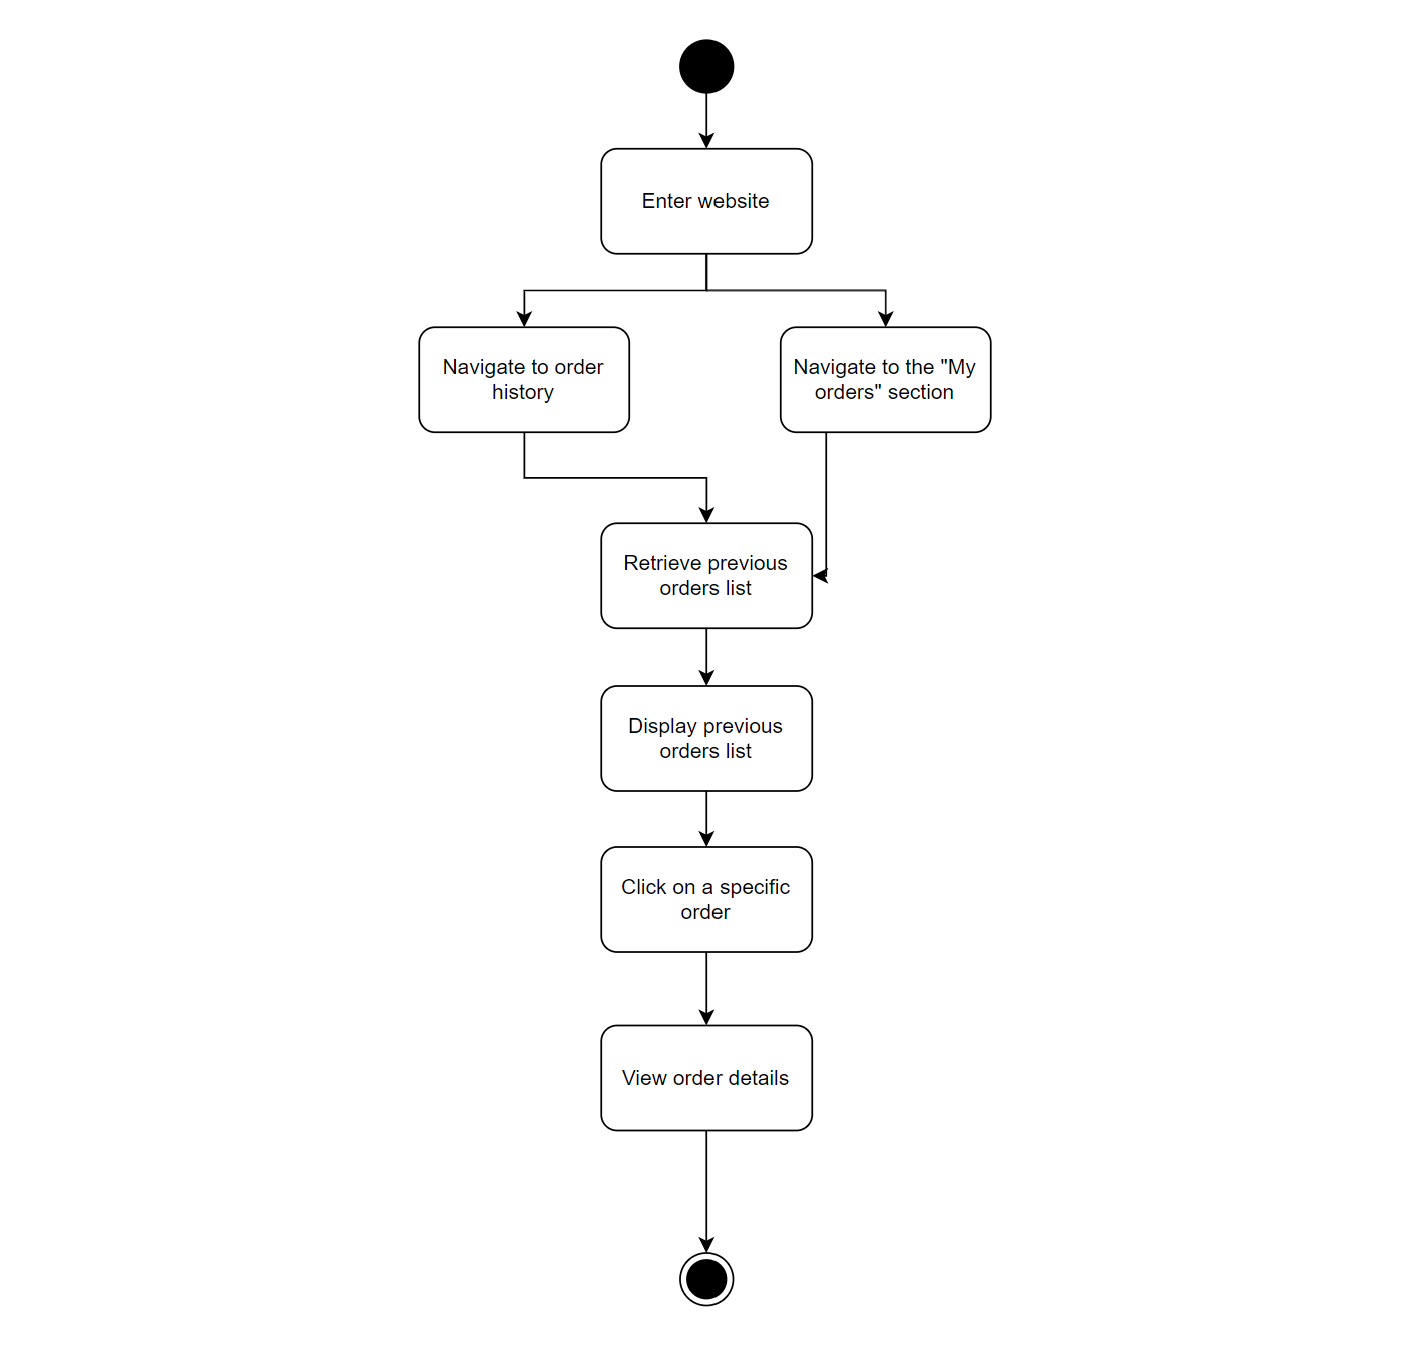 Enter website
Navigate to order
history
Navigate to the "My
orders" section
Retrieve previous
orders list
Display previous
orders list
Click on a specific
order
View order details